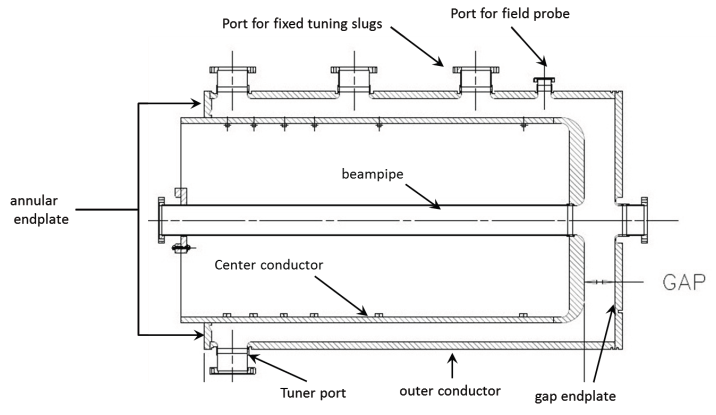 Port for field probe
Port for fixed tuning slugs
beampipe
annular
endplate
Center conductor
GAP
Tuner port
outer conductor
gap endplate